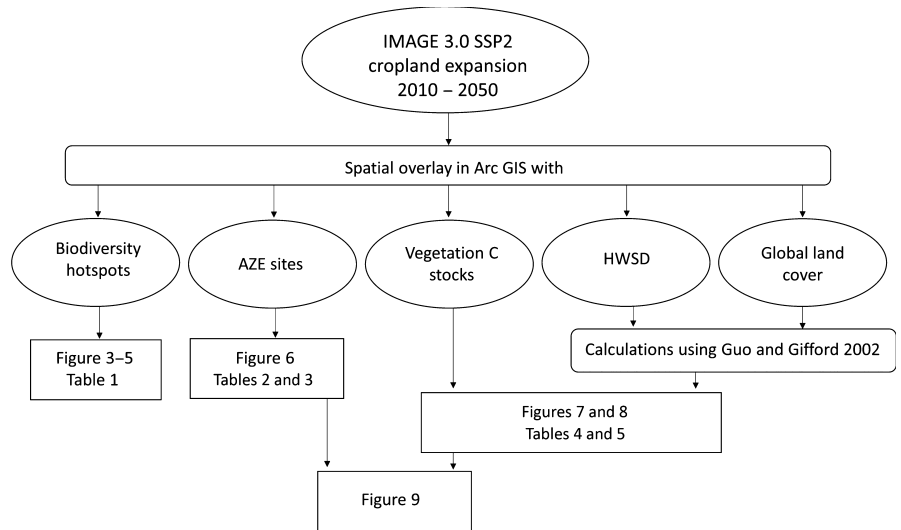 IMAGE 3.0 SSP2
cropland expansion
2010 – 2050
Spatial overlay in Arc GIS with
Biodiversity
hotspots
AZE sites
Vegetation C
stocks
HWSD
Global land
cover
Figure 3–5
Table 1
Figure 6
Tables 2 and 3
Calculations using Guo and Gifford 2002
Figures 7 and 8
Tables 4 and 5
Figure 9